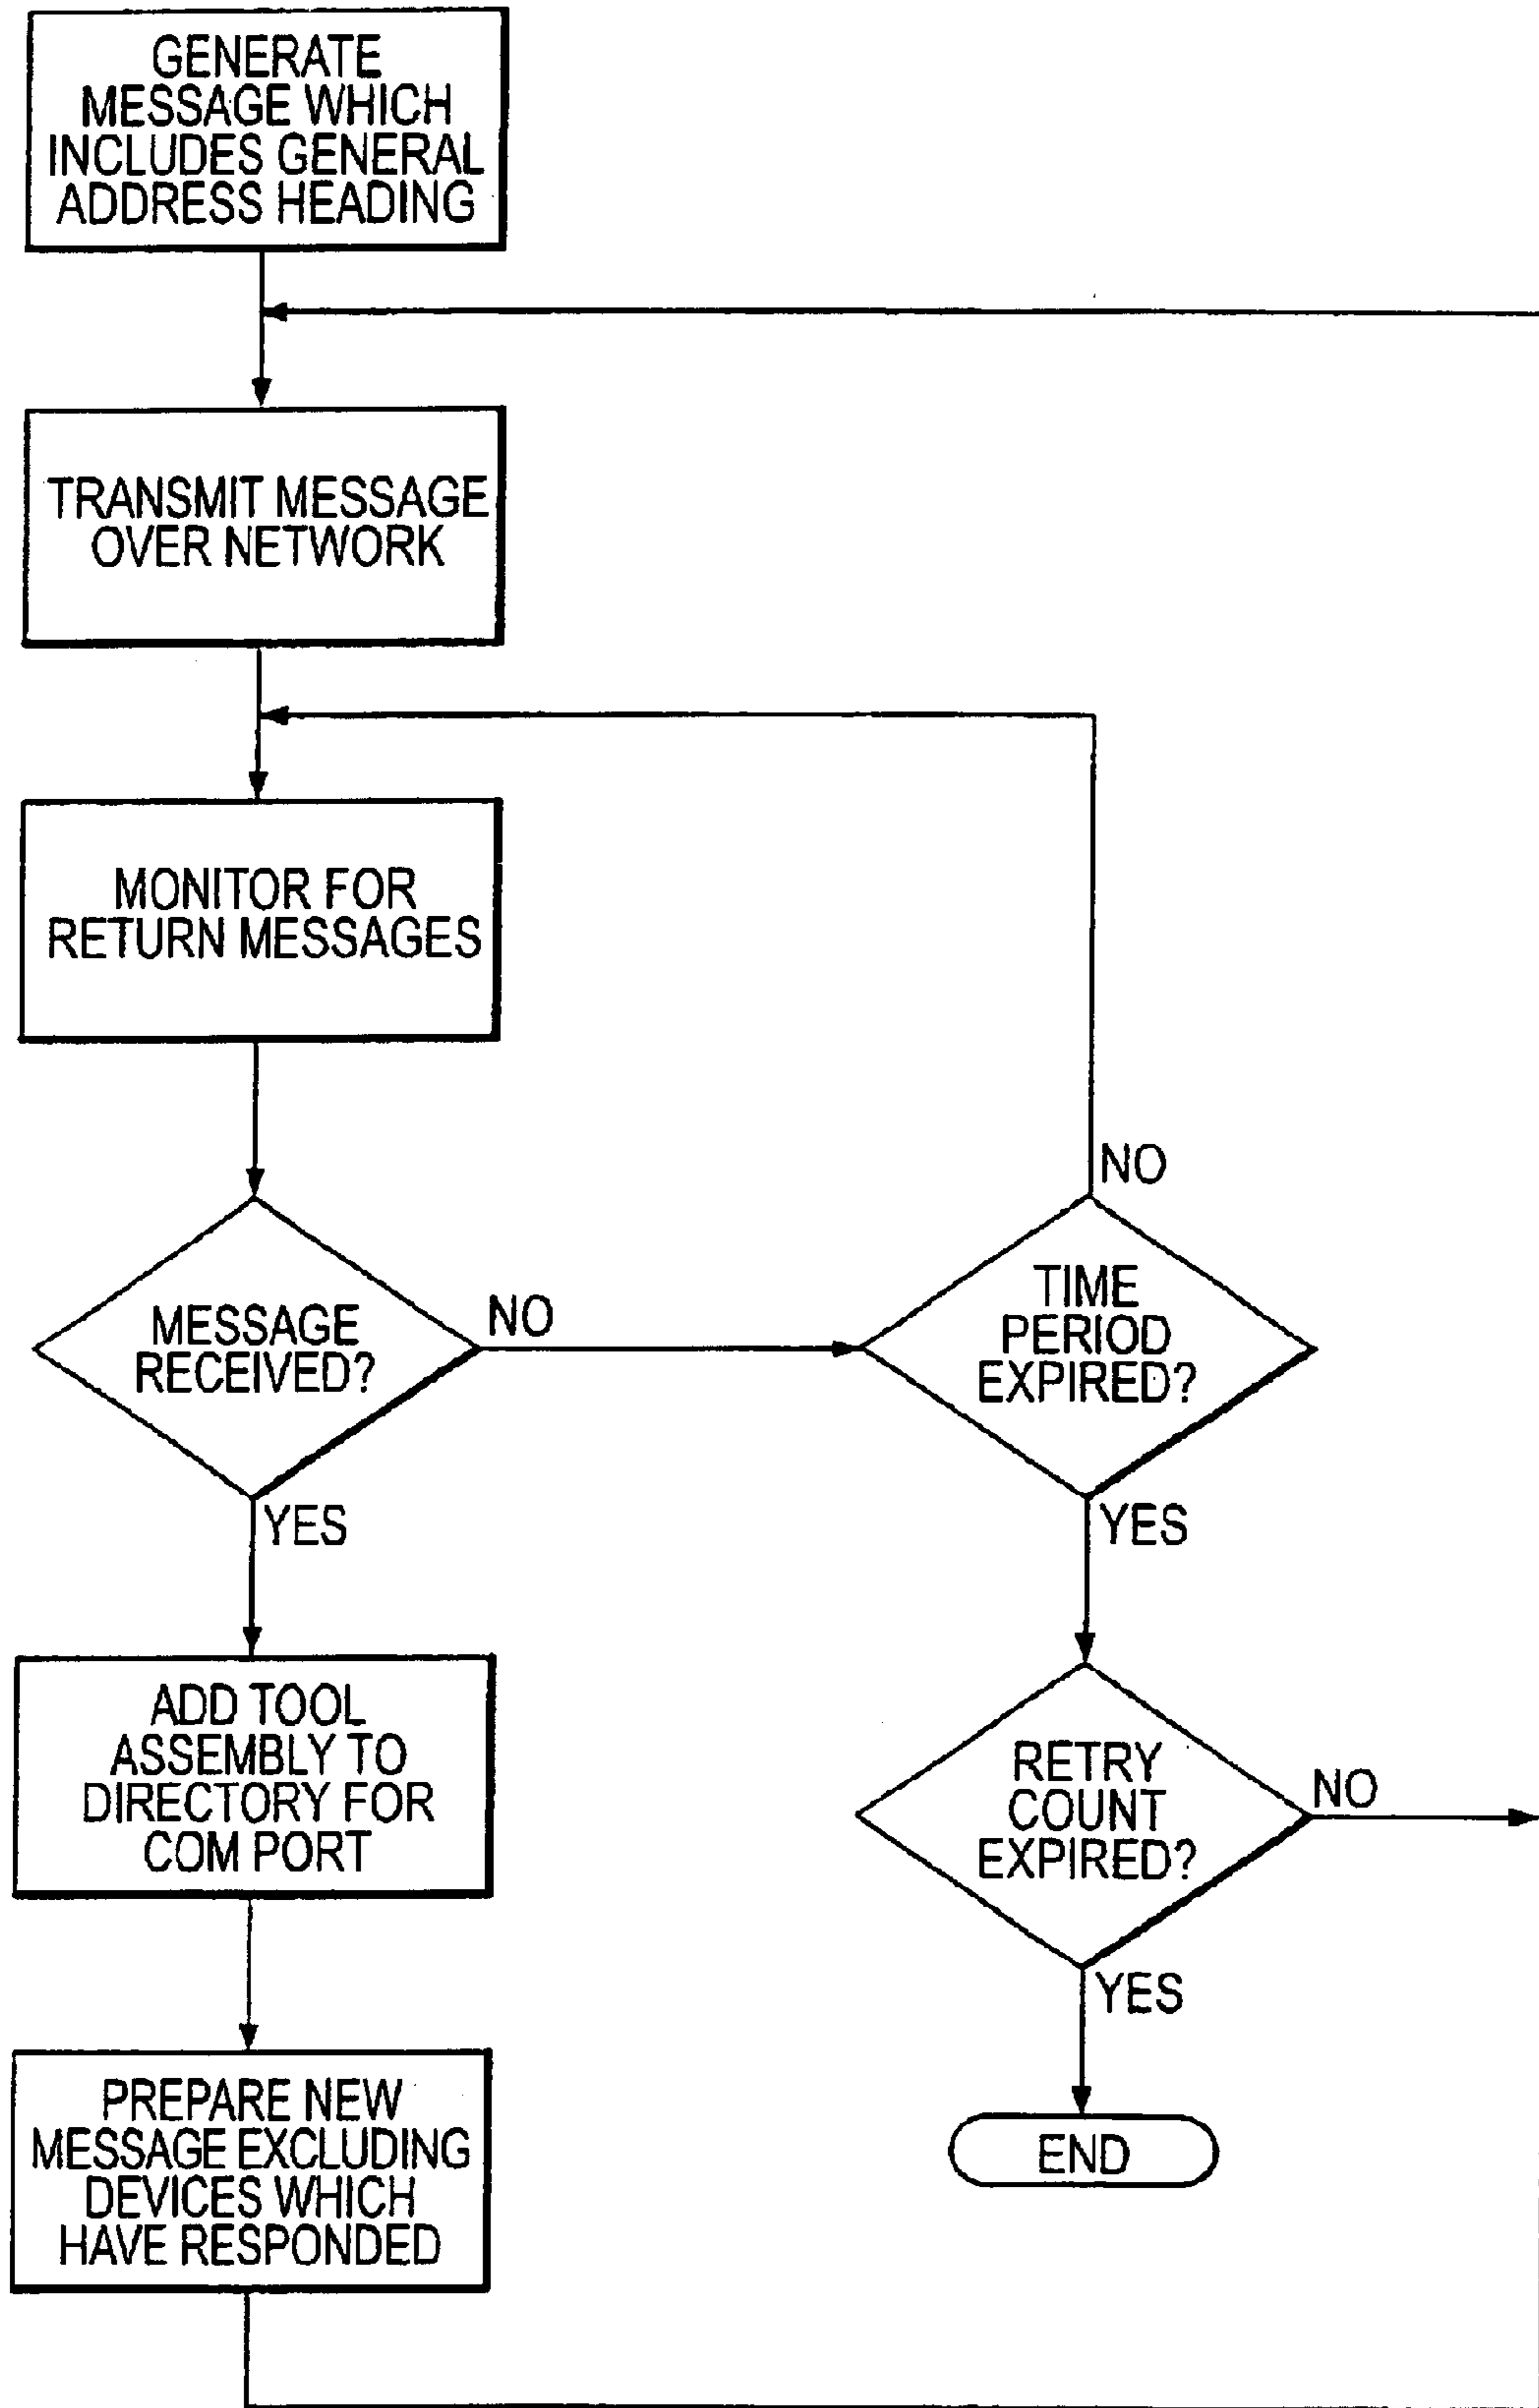 GENERATE
MESSAGE WHICH
INCLUDES GENERAL
ADDRESS HEADING
TRANSMIT MESSAGE
OVER NETWORK
MONITOR FOR
RETURN MESSAGES
MESSAGE
RECEIVED?
NO
YES
TIME
PERIOD
EXPIRED?
NO
YES
ADD TOOL
ASSEMBLY TO
DIRECTORY FOR
COM PORT
RETRY
COUNT
EXPIRED?
NO
YES
PREPARE NEW
MESSAGE EXCLUDING
DEVICES WHICH
HAVE RESPONDED
END